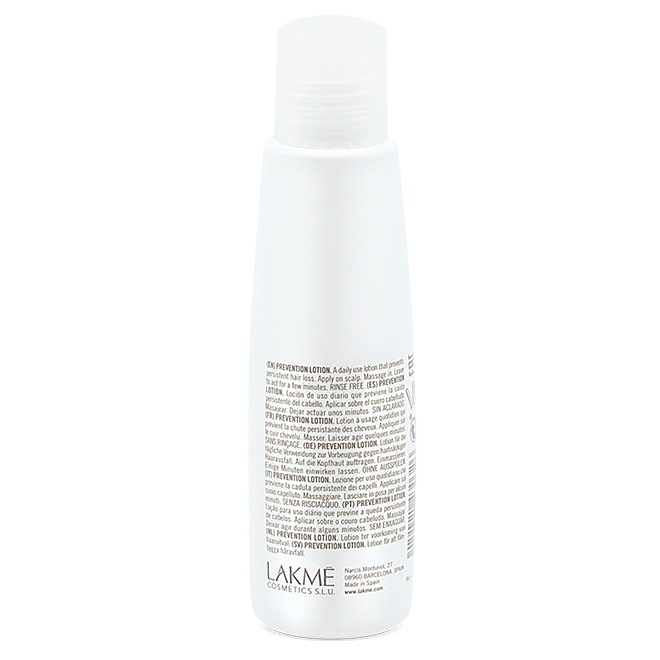 (EN) PREVENTION LOTION. A daily use lotion that prevents
persistent hair loss. Apply on scalp. Massage in. Leave
to act for a few minutes. RINSE FREE. (ES) PREVENTION
LOTION. Loción de uso diario que previene la caída
persistente del cabello. Aplicar sobre el cuero cabelludo.
Masajear. Dejar actuar unos minutos. SIN ACLARADO.
(FR) PREVENTION LOTION. Lotion à usage quotidien qui
prévient la chute persistante des cheveux. Appliquer sur
le cuir chevelu. Masser. Laisser agir quelques minutes.
SANS RINÇAGE. (DE) PREVENTION LOTION. Lotion für die
tägliche Verwendung zur Vorbeugung gegen hartnäckigen
Haarausfall. Auf die Kopfhaut auftragen. Einmassieren.
Einige Minuten einwirken lassen. OHNE AUSSPÜLEN.
(IT) PREVENTION LOTION. Lozione per uso quotidiano che
previene la caduta persistente dei capelli. Applicare sul
cuoio capelluto. Massaggiare. Lasciare in posa per alcuni
minuti. SENZA RISCIACQUO. (PT) PREVENTION LOTION.
Loção para uso diário que previne a queda persistente
de cabelos. Aplicar sobre o couro cabeludo. Massajar.
Deixar agir durante alguns minutos. SEM ENXAGUAR.
(NL) PREVENTION LOTION. Lotion ter voorkoming van
haaruitval. (SV) PREVENTION LOTION. Lotion för att före-
bygga håravfall.
LAKMĒ
COSMETICS S.L.U.
Narcís Monturiol, 27
08960 BARCELONA. SPAIN
Made in Spain
www.lakme.com